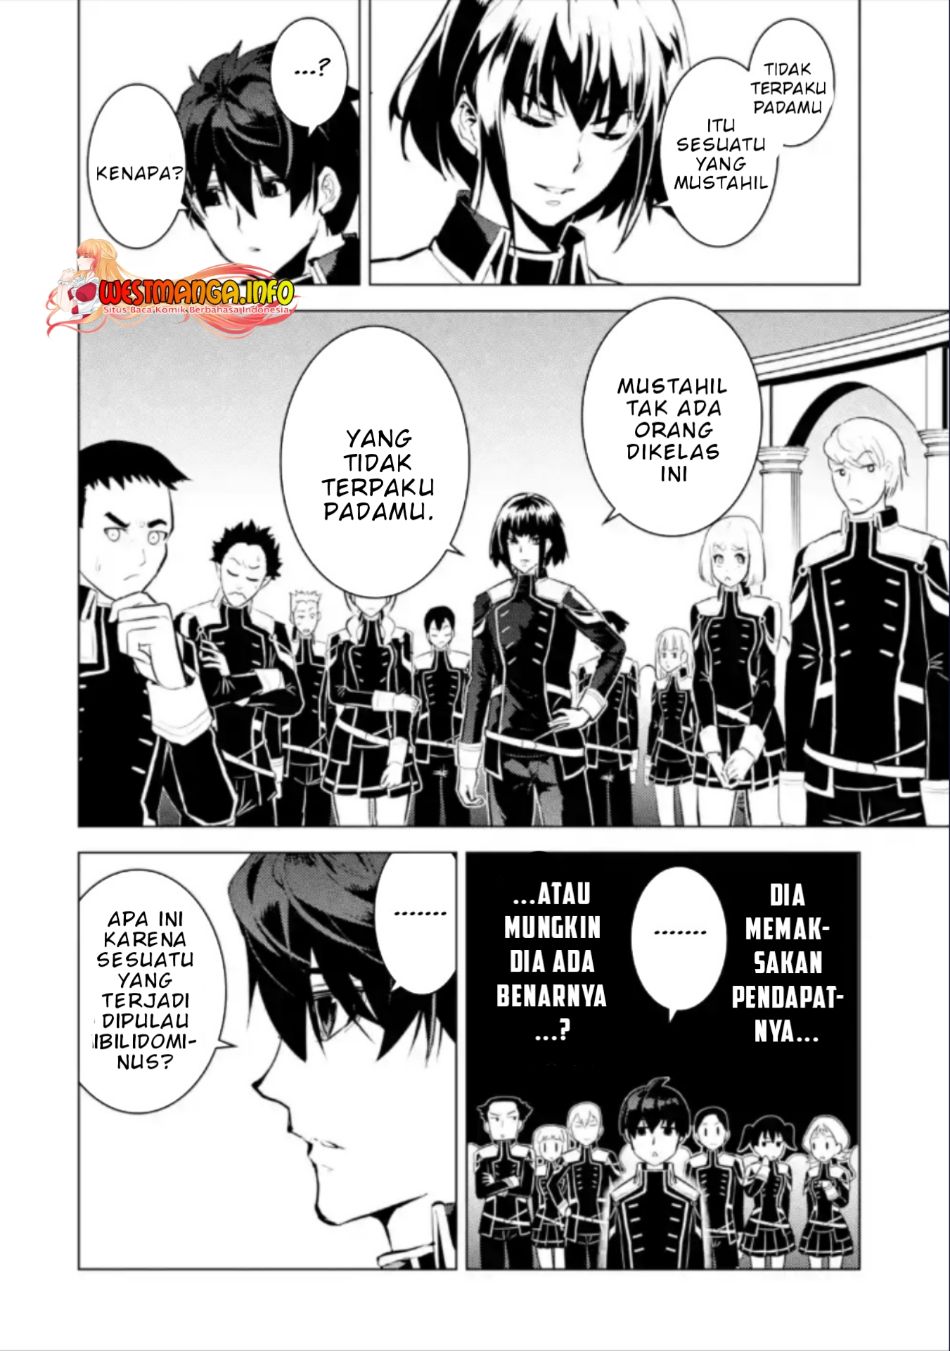 TIDAK
TERPAKU
PADAMU
ITU
SESUATU
YANG
MUSTAHIL
...?
KENAPA?
WESTMANGA.INFO
Situs Baca Komik Berbahasa Indonesia
MUSTAHIL
TAK ADA
ORANG
DIKELAS
INI
YANG
TIDAK
TERPAKU
PADAMU.
DIA
MEMAK-
SAKAN
PENDAPAT-
NYA...
........
...ATAU
MUNGKIN
DIA ADA
BENARNYA
...?
........
APA INI
KARENA
SESUATU
YANG
TERJADI
DIPULAU
IBILIDOMI-
NUS?